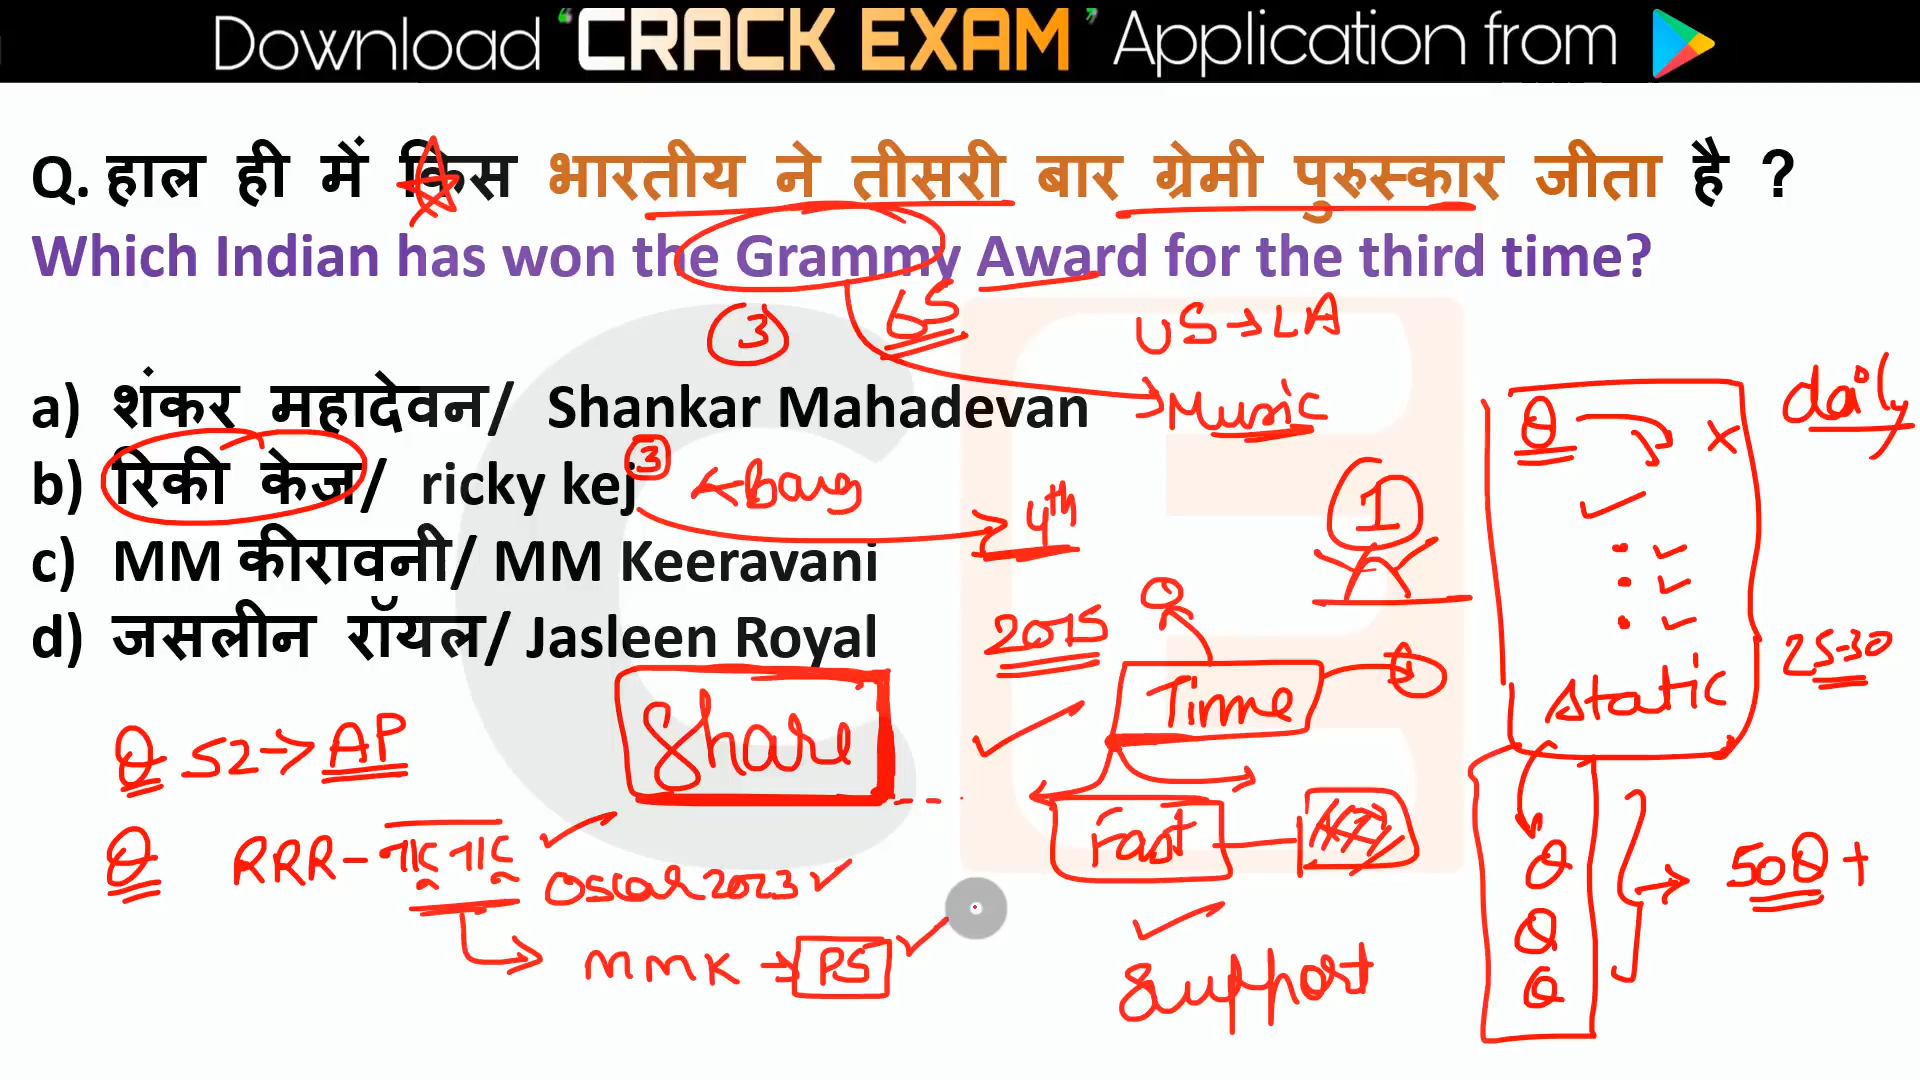 Download “CRACK EXAM” Application from
Q. हाल ही में किस भारतीय ने तीसरी बार ग्रेमी पुरुस्कार जीता है ?
Which Indian has won the Grammy Award for the third time?
3
65
US → LA
Music
a) शंकर महादेवन/ Shankar Mahadevan
b) रिकी केज/ ricky kej
3
4th
c) MM कीरावनी/ MM Keeravani
d) जसलीन रॉयल/ Jasleen Royal
1
daily
Q
2015
Time
25-30
Static
Share
Q 52 → AP
Fast
Q RRR-
Oscar 2023
MMK → PS
Support
Q
Q
Q
50Q+